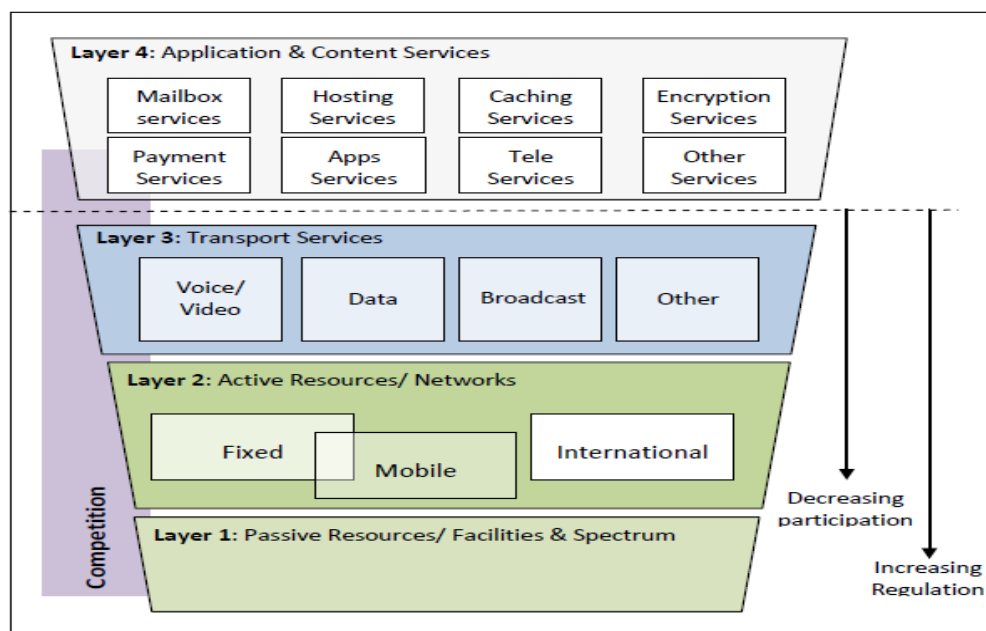 Layer 4: Application & Content Services
Mailbox
services
Hosting
Services
Caching
Services
Encryption
Services
Payment
Services
Apps
Services
Tele
Services
Other
Services
Layer 3: Transport Services
Voice/
Video
Data
Broadcast
Other
Layer 2: Active Resources/ Networks
Fixed
Mobile
International
Decreasing
participation
Layer 1: Passive Resources/ Facilities & Spectrum
Competition
Increasing
Regulation